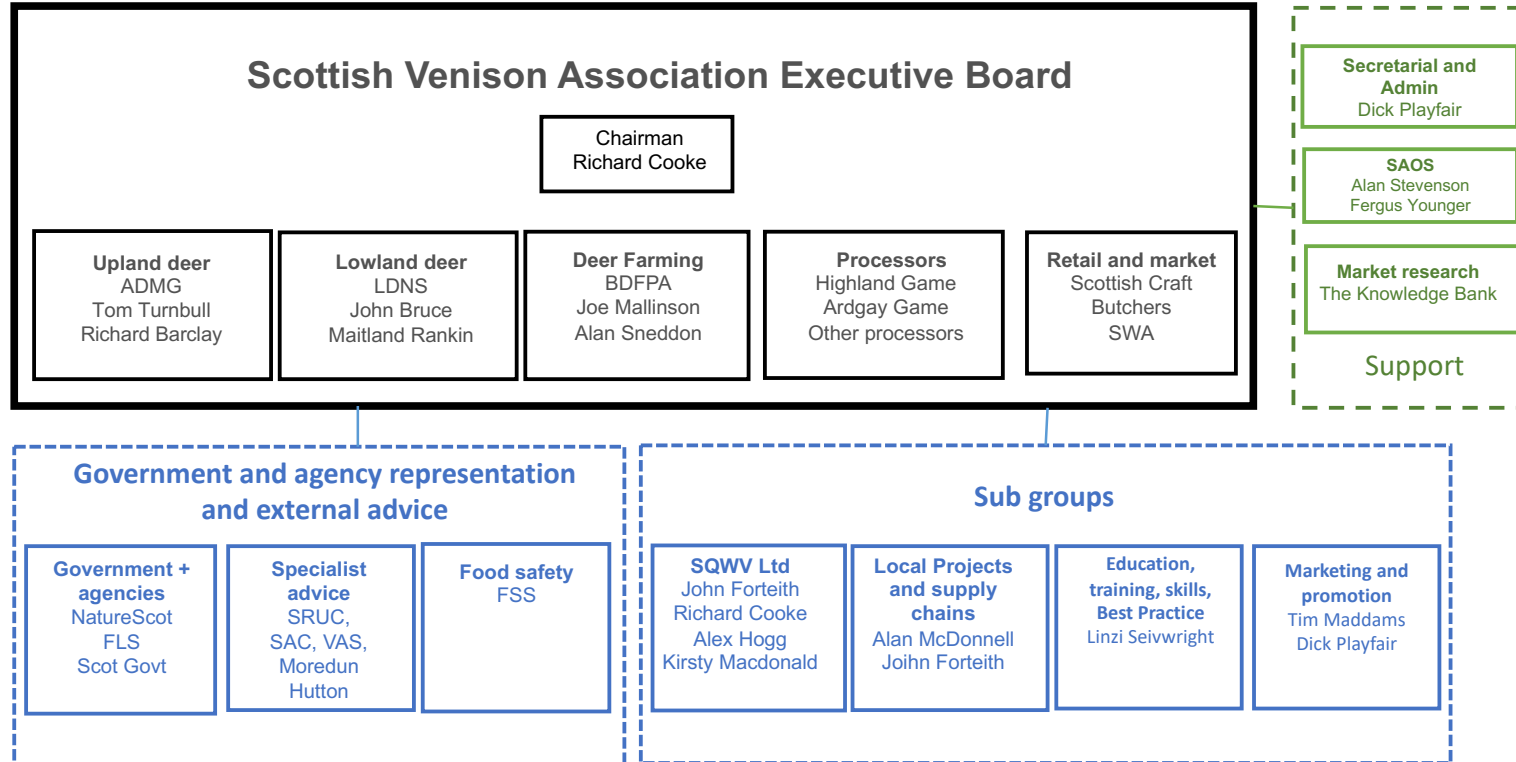 Scottish Venison Association Executive Board
Chairman
Richard Cooke
Upland deer
ADMG
Tom Turnbull
Richard Barclay
Lowland deer
LDNS
John Bruce
Maitland Rankin
Deer Farming
BDFPA
Joe Mallinson
Alan Sneddon
Processors
Highland Game
Ardgay Game
Other processors
Retail and market
Scottish Craft
Butchers
SWA
Secretarial and
Admin
Dick Playfair
SAOS
Alan Stevenson
Fergus Younger
Market research
The Knowledge Bank
Support
Government and agency representation
and external advice
Government +
agencies
NatureScot
FLS
Scot Govt
Specialist
advice
SRUC,
SAC, VAS,
Moredun
Hutton
Food safety
FSS
Sub groups
SQWV Ltd
John Forteith
Richard Cooke
Alex Hogg
Kirsty Macdonald
Local Projects
and supply
chains
Alan McDonnell
Joihn Forteith
Education,
training, skills,
Best Practice
Linzi Seivwright
Marketing and
promotion
Tim Maddams
Dick Playfair